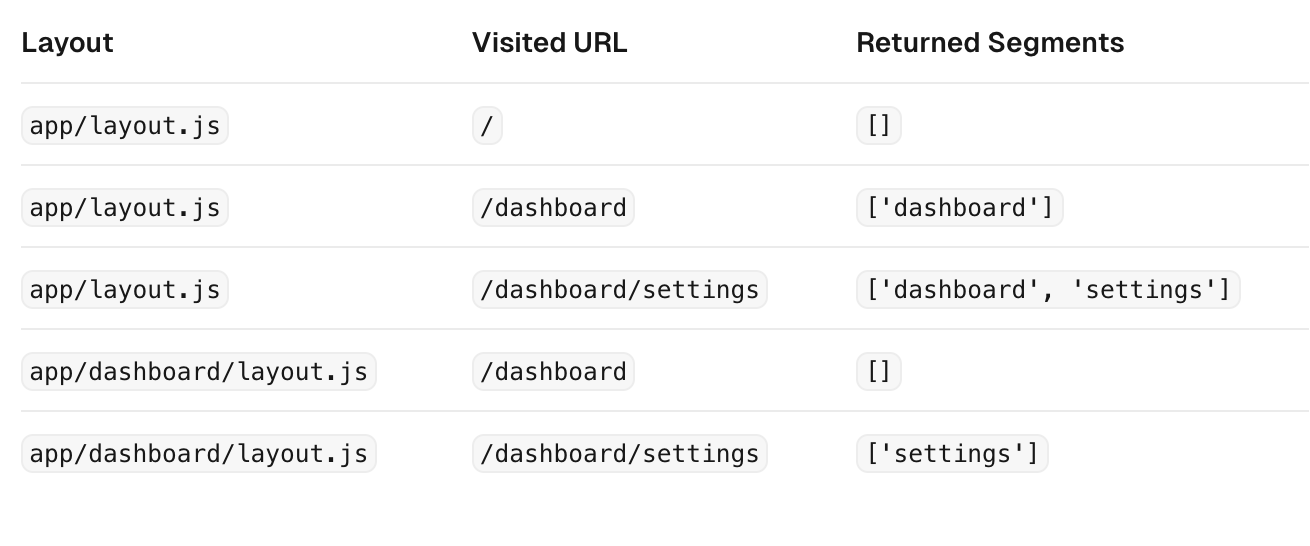 Layout Visited URL Returned Segments
app/layout.js / []
app/layout.js /dashboard ['dashboard']
app/layout.js /dashboard/settings ['dashboard', 'settings']
app/dashboard/layout.js /dashboard []
app/dashboard/layout.js /dashboard/settings ['settings']